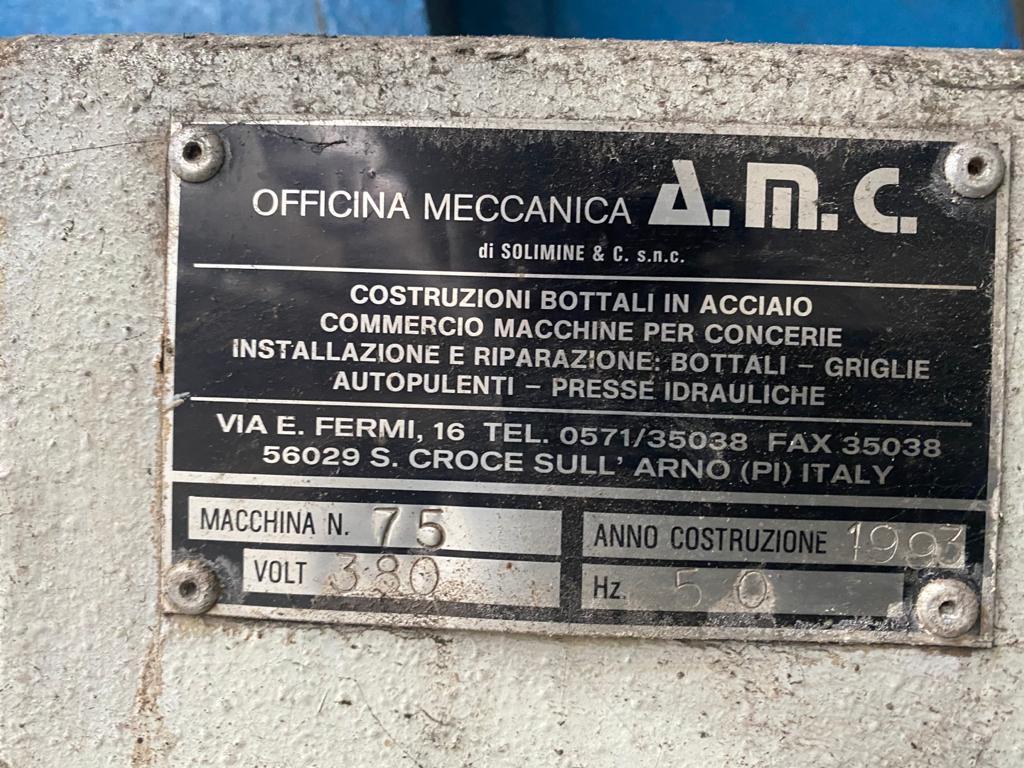 OFFICINA MECCANICA A.M.C.
di SOLIMINE & C. s.n.c.
COSTRUZIONI BOTTALI IN ACCIAIO
COMMERCIO MACCHINE PER CONCERIE
INSTALLAZIONE E RIPARAZIONE: BOTTALI – GRIGLIE
AUTOPULENTI – PRESSE IDRAULICHE
VIA E. FERMI, 16 TEL. 0571/35038 FAX 35038
56029 S. CROCE SULL' ARNO (PI) ITALY
MACCHINA N. 75
ANNO COSTRUZIONE 1993
VOLT 380
Hz. 50